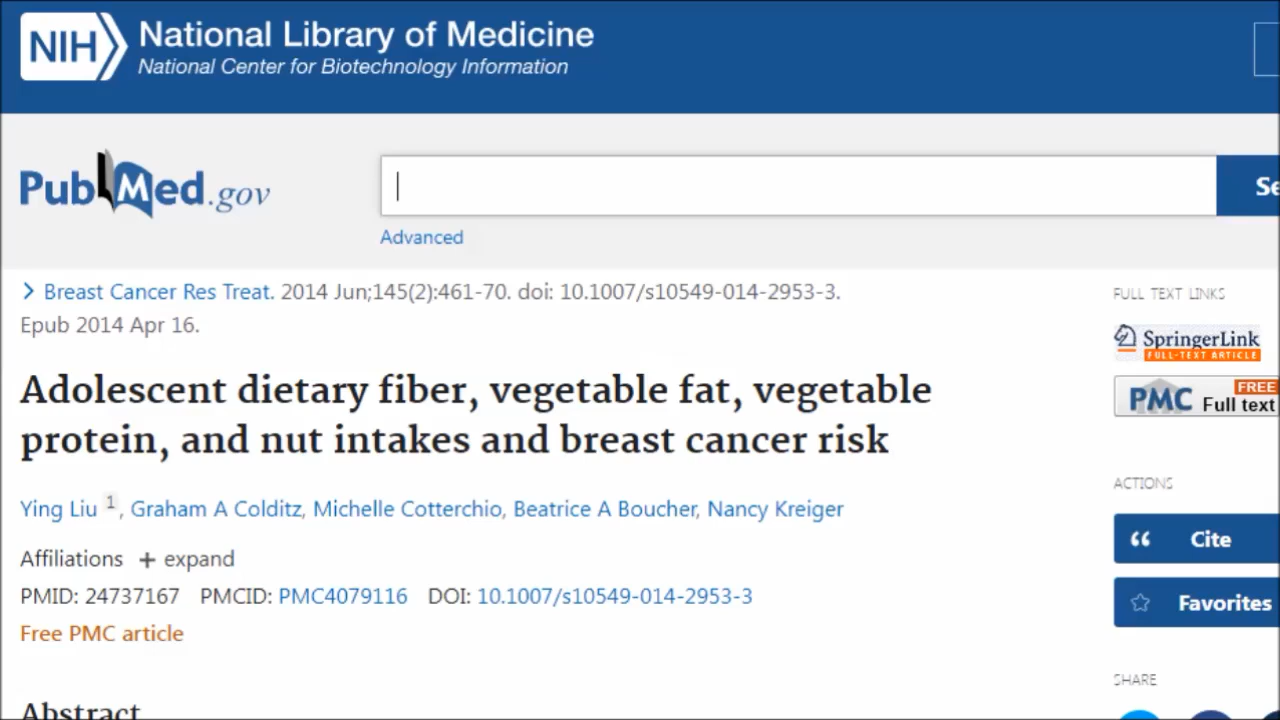 NIH National Library of Medicine
National Center for Biotechnology Information
PubMed.gov
Advanced
Breast Cancer Res Treat. 2014 Jun;145(2):461-70. doi: 10.1007/s10549-014-2953-3.
Epub 2014 Apr 16.
Adolescent dietary fiber, vegetable fat, vegetable
protein, and nut intakes and breast cancer risk
Ying Liu 1, Graham A Colditz, Michelle Cotterchio, Beatrice A Boucher, Nancy Kreiger
Affiliations + expand
PMID: 24737167 PMCID: PMC4079116 DOI: 10.1007/s10549-014-2953-3
Free PMC article
Abstract
Se
FULL TEXT LINKS
SpringerLink
FULL-TEXT ARTICLE
FREE
PMC Full text
ACTIONS
Cite
Favorites
SHARE